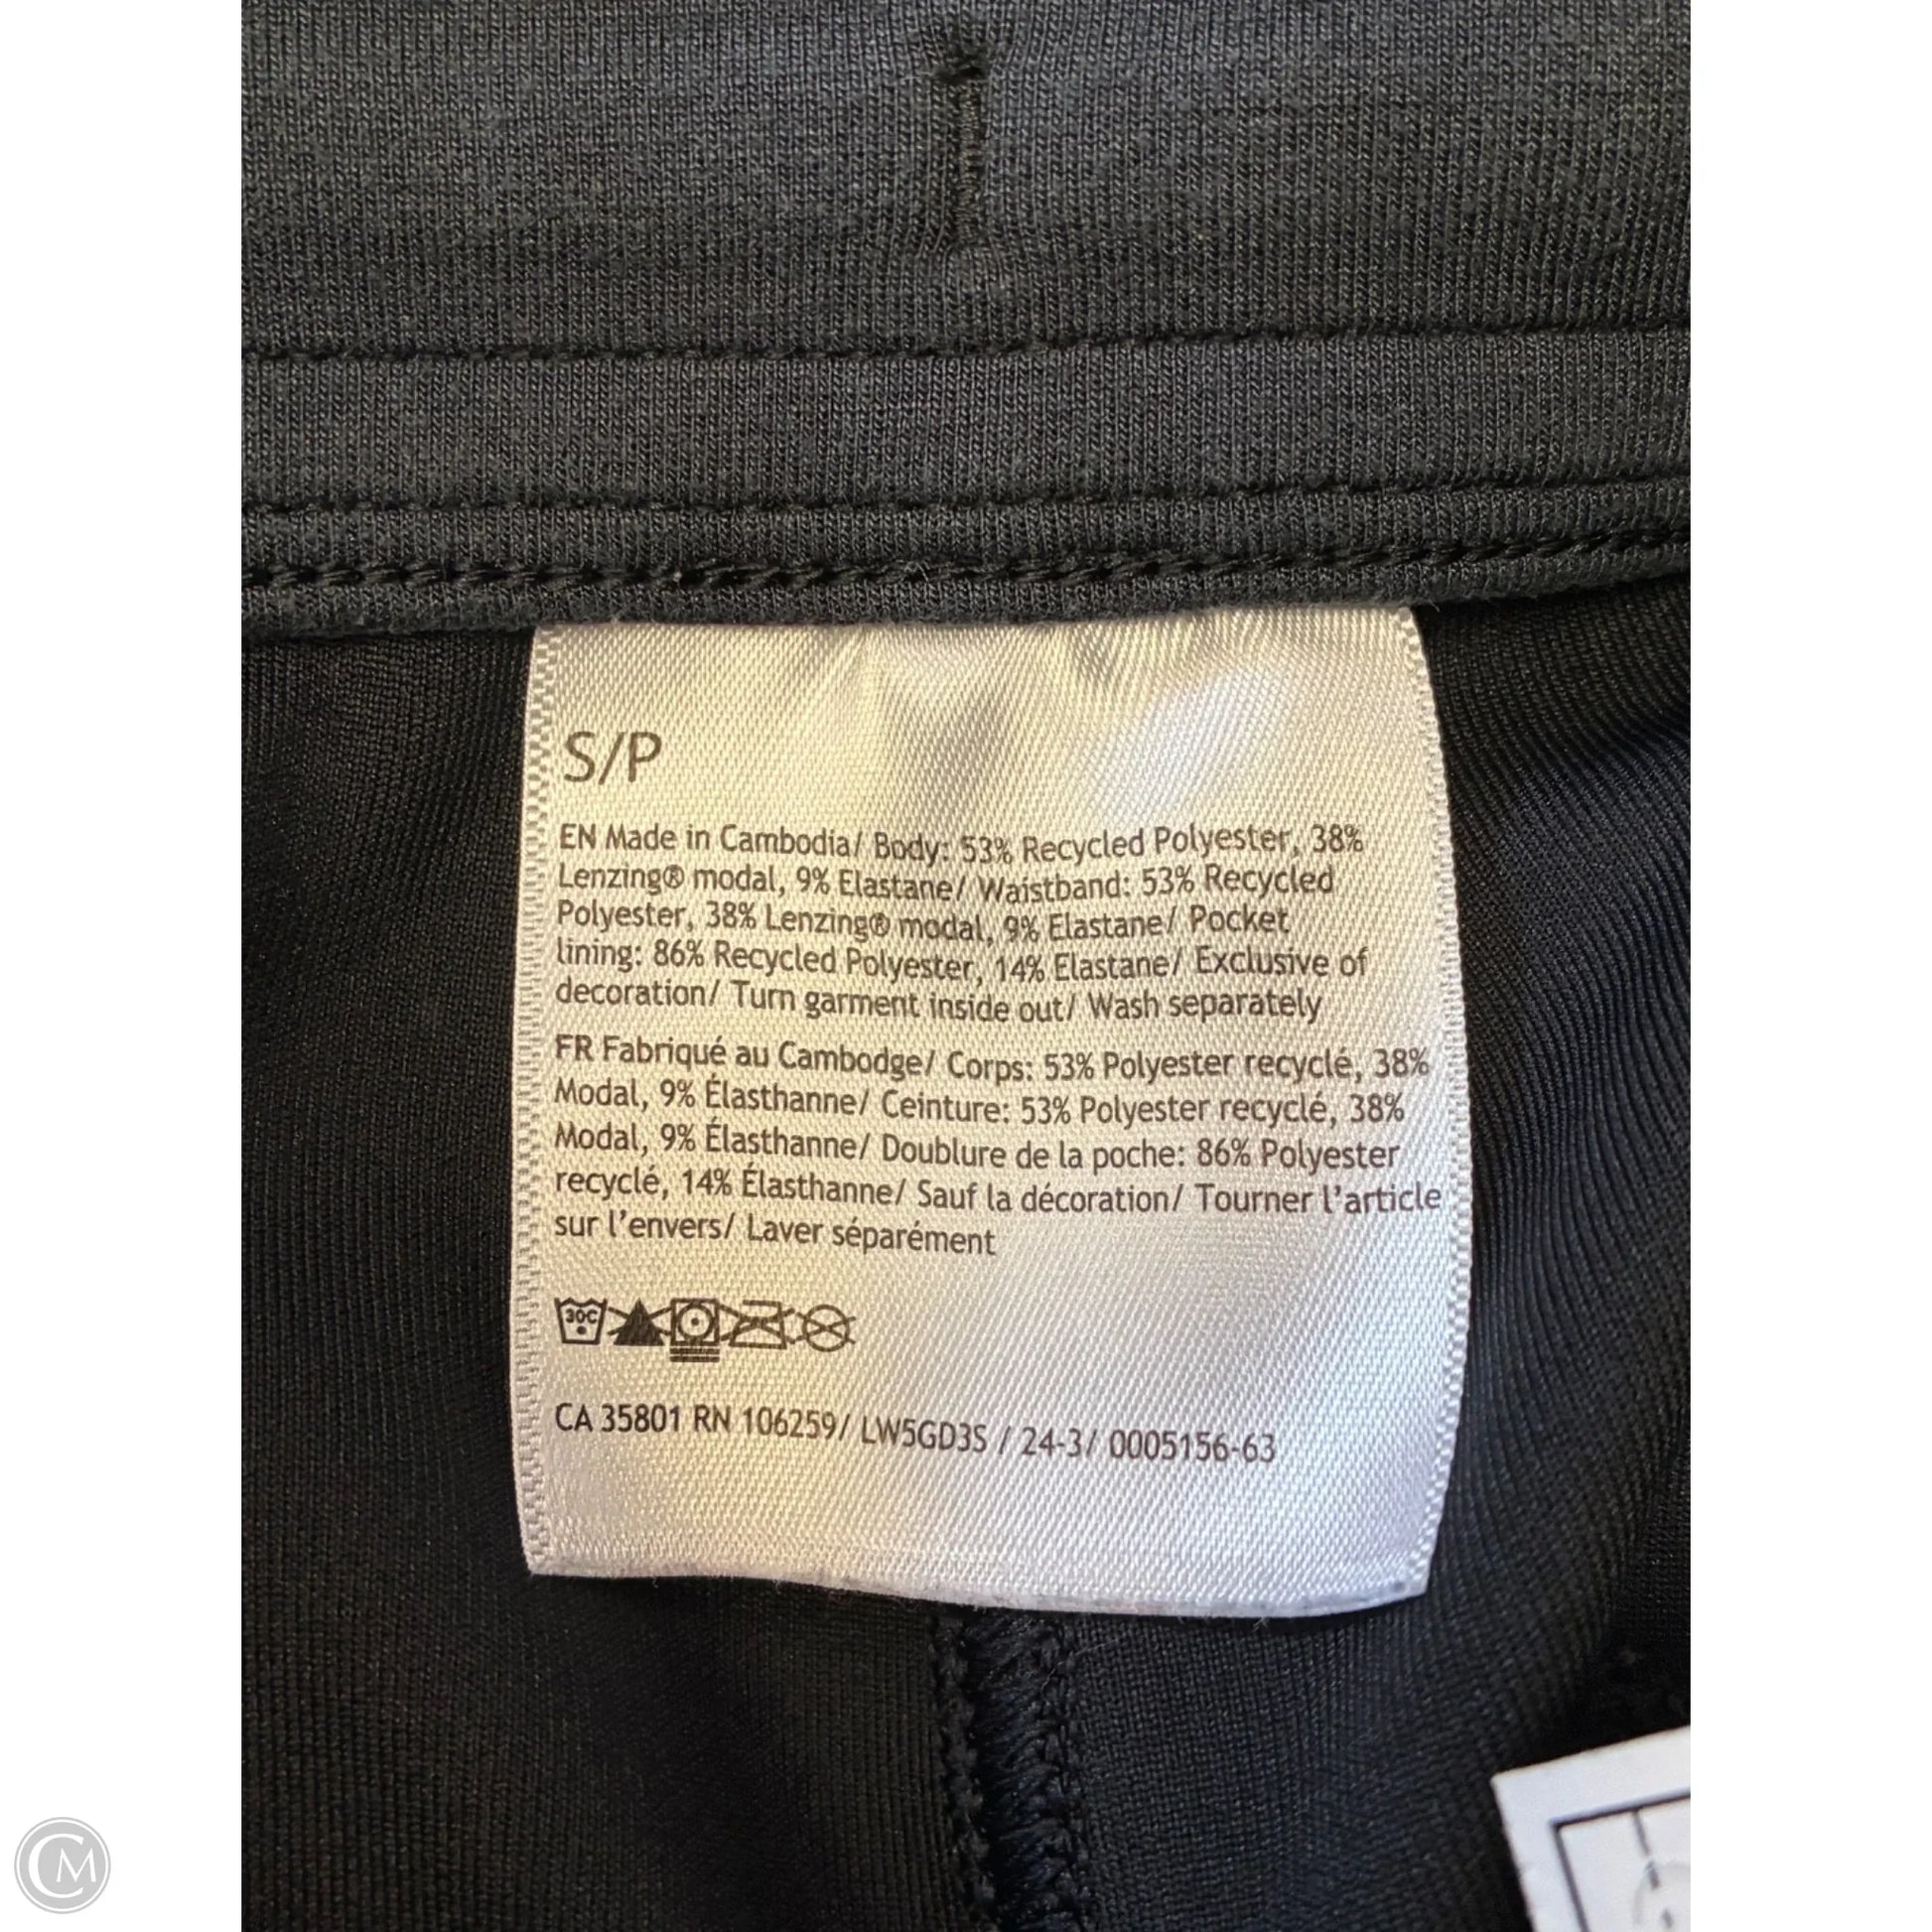 S/P
EN Made in Cambodia/ Body: 53% Recycled Polyester, 38%
Lenzing® modal, 9% Elastane/ Waistband: 53% Recycled
Polyester, 38% Lenzing® modal, 9% Elastane/ Pocket
lining: 86% Recycled Polyester, 14% Elastane/ Exclusive of
decoration/ Turn garment inside out/ Wash separately
FR Fabriqué au Cambodge/ Corps: 53% Polyester recyclé, 38%
Modal, 9% Élasthanne/ Ceinture: 53% Polyester recyclé, 38%
Modal, 9% Élasthanne/ Doublure de la poche: 86% Polyester
recyclé, 14% Élasthanne/ Sauf la décoration/ Tourner l'article
sur l'envers/ Laver séparément
30C
CA 35801 RN 106259/ LW5GD3S / 24-3/ 0005156-63
CM